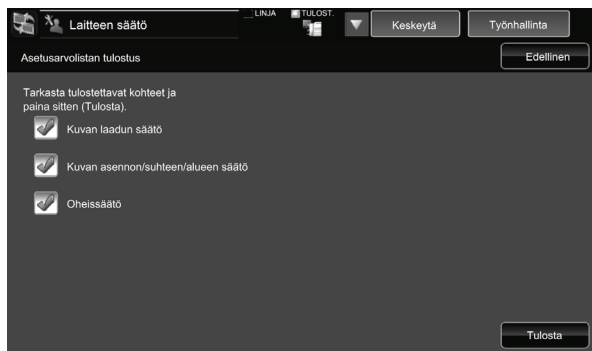 Laitteen säätö
LINJA
TULOST.
Keskeytä
Työnhallinta
Asetusarvolistan tulostus
Edellinen
Tarkasta tulostettavat kohteet ja
paina sitten (Tulosta).
Kuvan laadun säätö
Kuvan asennon/suhteen/alueen säätö
Oheissäätö
Tulosta